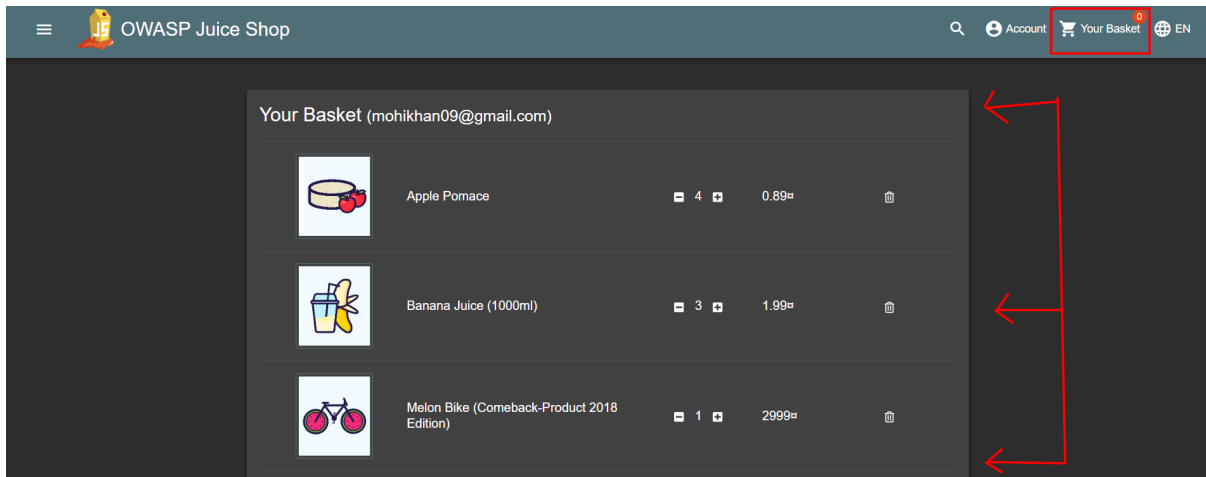 OWASP Juice Shop
Account
0
Your Basket
EN
Your Basket (mohikhan09@gmail.com)
Apple Pomace 4 0.89¤
Banana Juice (1000ml) 3 1.99¤
Melon Bike (Comeback-Product 2018
Edition) 1 2999¤